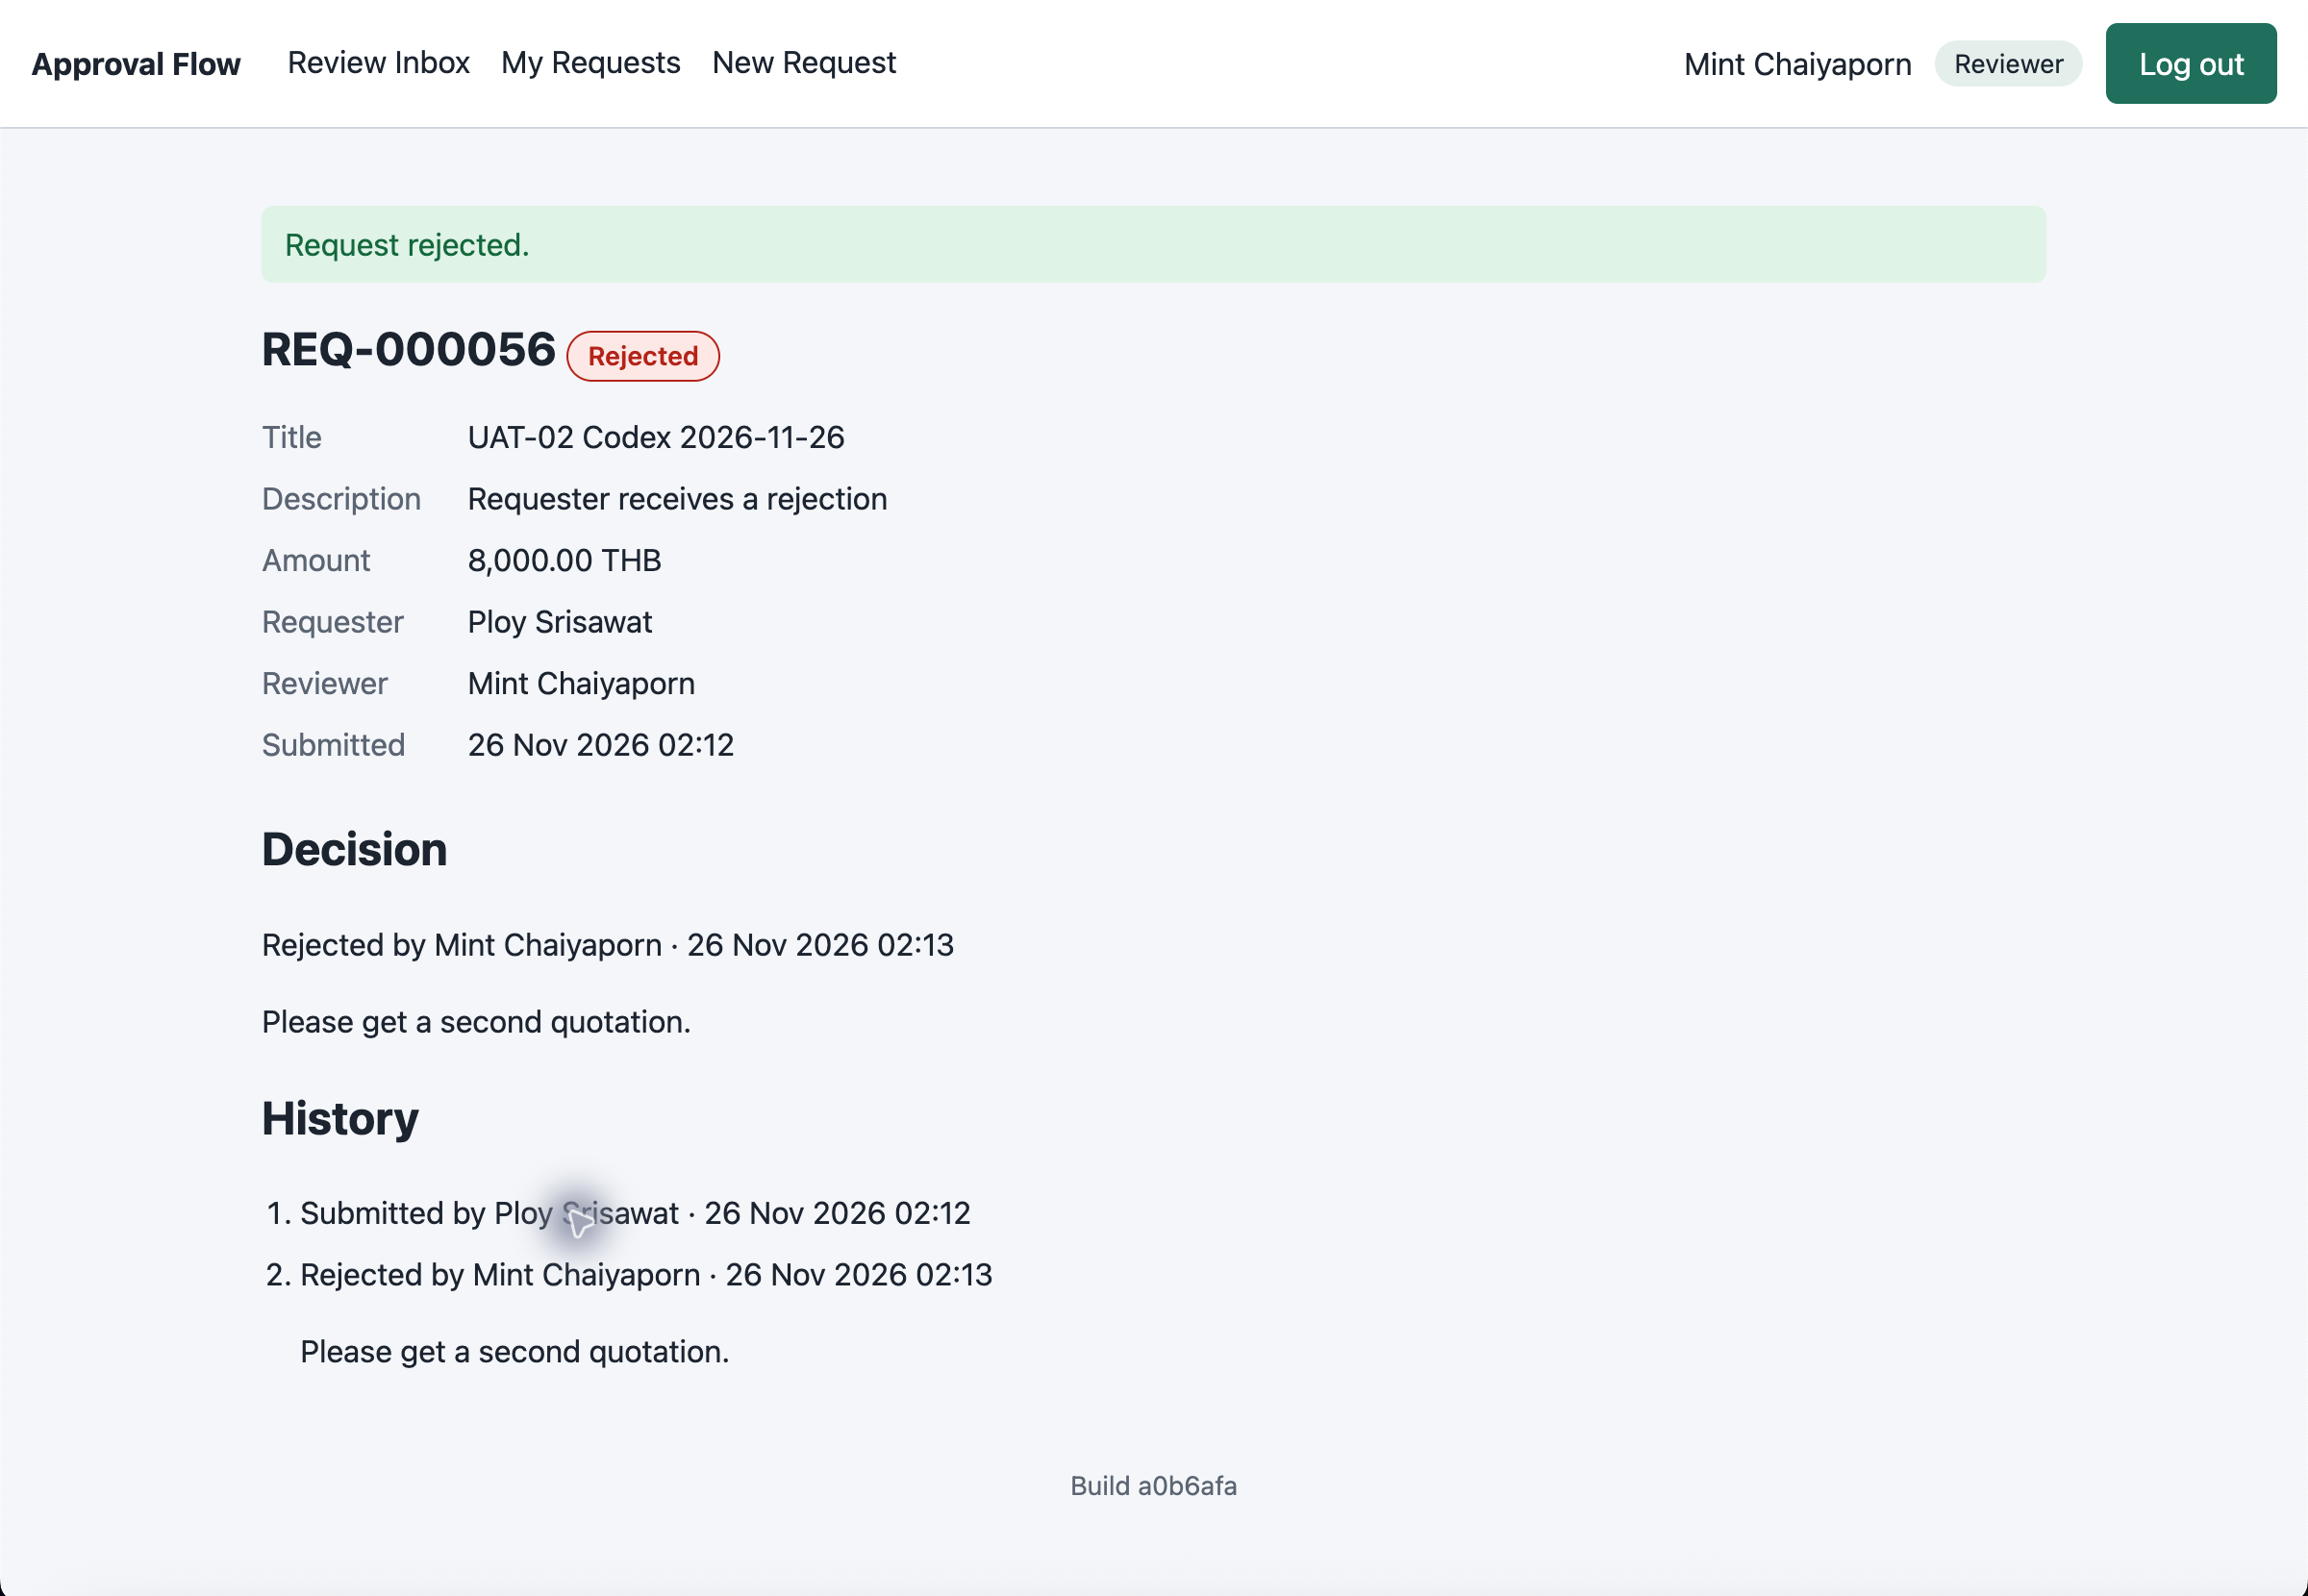 Approval Flow Review Inbox My Requests New Request Mint Chaiyaporn Reviewer Log out
Request rejected.
REQ-000056 Rejected
Title UAT-02 Codex 2026-11-26
Description Requester receives a rejection
Amount 8,000.00 THB
Requester Ploy Srisawat
Reviewer Mint Chaiyaporn
Submitted 26 Nov 2026 02:12
Decision
Rejected by Mint Chaiyaporn · 26 Nov 2026 02:13
Please get a second quotation.
History
1. Submitted by Ploy Srisawat · 26 Nov 2026 02:12
2. Rejected by Mint Chaiyaporn · 26 Nov 2026 02:13
Please get a second quotation.
Build a0b6afa